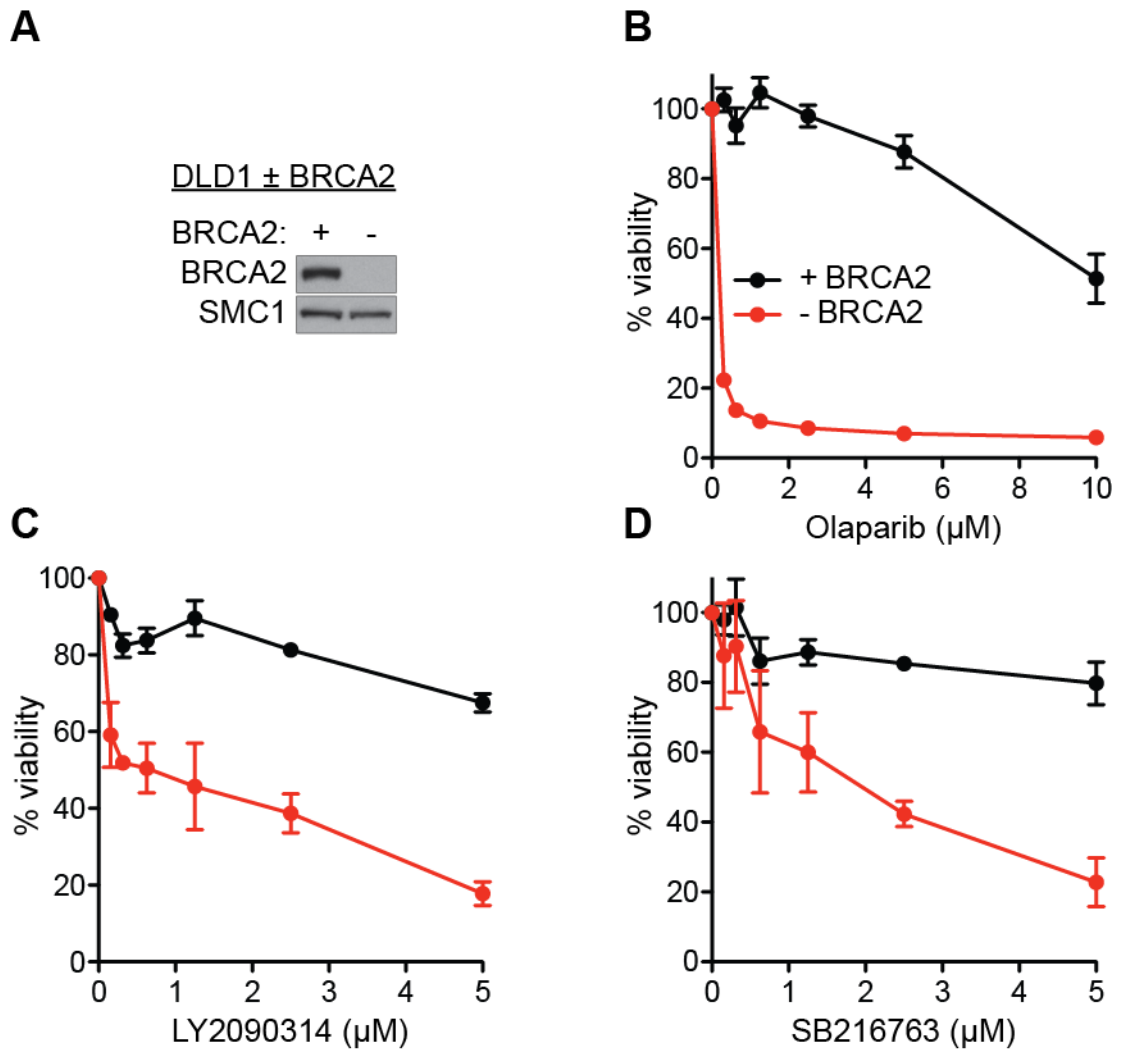 A
DLD1 ± BRCA2
BRCA2: + -
BRCA2
SMC1
B
% viability
100
80
60
40
20
0
+ BRCA2
- BRCA2
0 2 4 6 8 10
Olaparib (µM)
C
% viability
100
80
60
40
20
0
0 1 2 3 4 5
LY2090314 (µM)
D
% viability
100
80
60
40
20
0
0 1 2 3 4 5
SB216763 (µM)